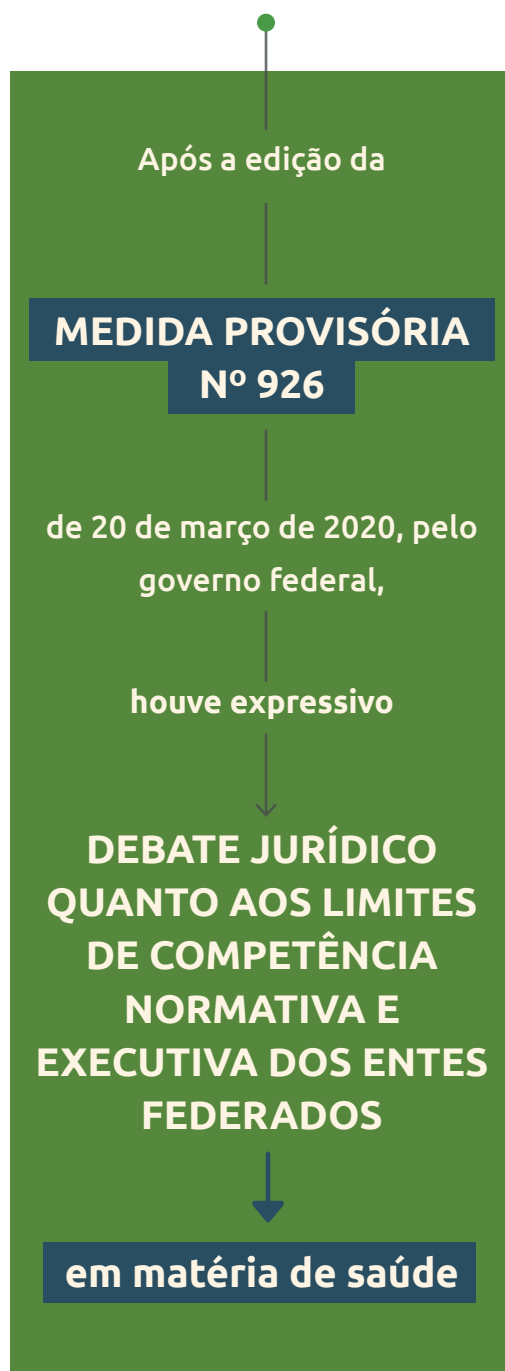 Após a edição da
MEDIDA PROVISÓRIA
Nº 926
de 20 de março de 2020, pelo
governo federal,
houve expressivo
DEBATE JURÍDICO
QUANTO AOS LIMITES
DE COMPETÊNCIA
NORMATIVA E
EXECUTIVA DOS ENTES
FEDERADOS
em matéria de saúde